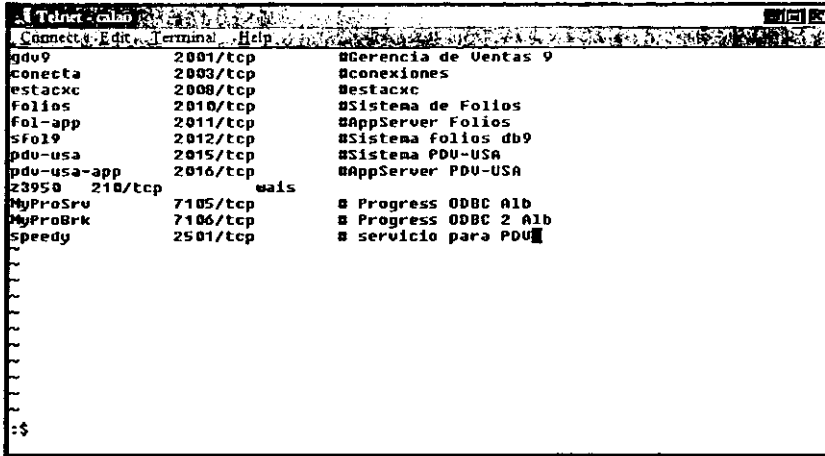 Telnet - calao
Connect Edit Terminal Help
gdv9 2001/tcp #Gerencia de Ventas 9
conecta 2003/tcp #conexiones
estacxc 2008/tcp #estacxc
folios 2010/tcp #Sistema de Folios
fol-app 2011/tcp #AppServer Folios
sfol9 2012/tcp #Sistema folios db9
pdv-usa 2015/tcp #Sistema PDV-USA
pdv-usa-app 2016/tcp #AppServer PDV-USA
z3950 210/tcp wais
MyProSrv 7105/tcp # Progress ODBC Alb
MyProBrk 7106/tcp # Progress ODBC 2 Alb
speedy 2501/tcp # servicio para PDV
~
~
~
~
~
~
~
~
~
~
~
:$